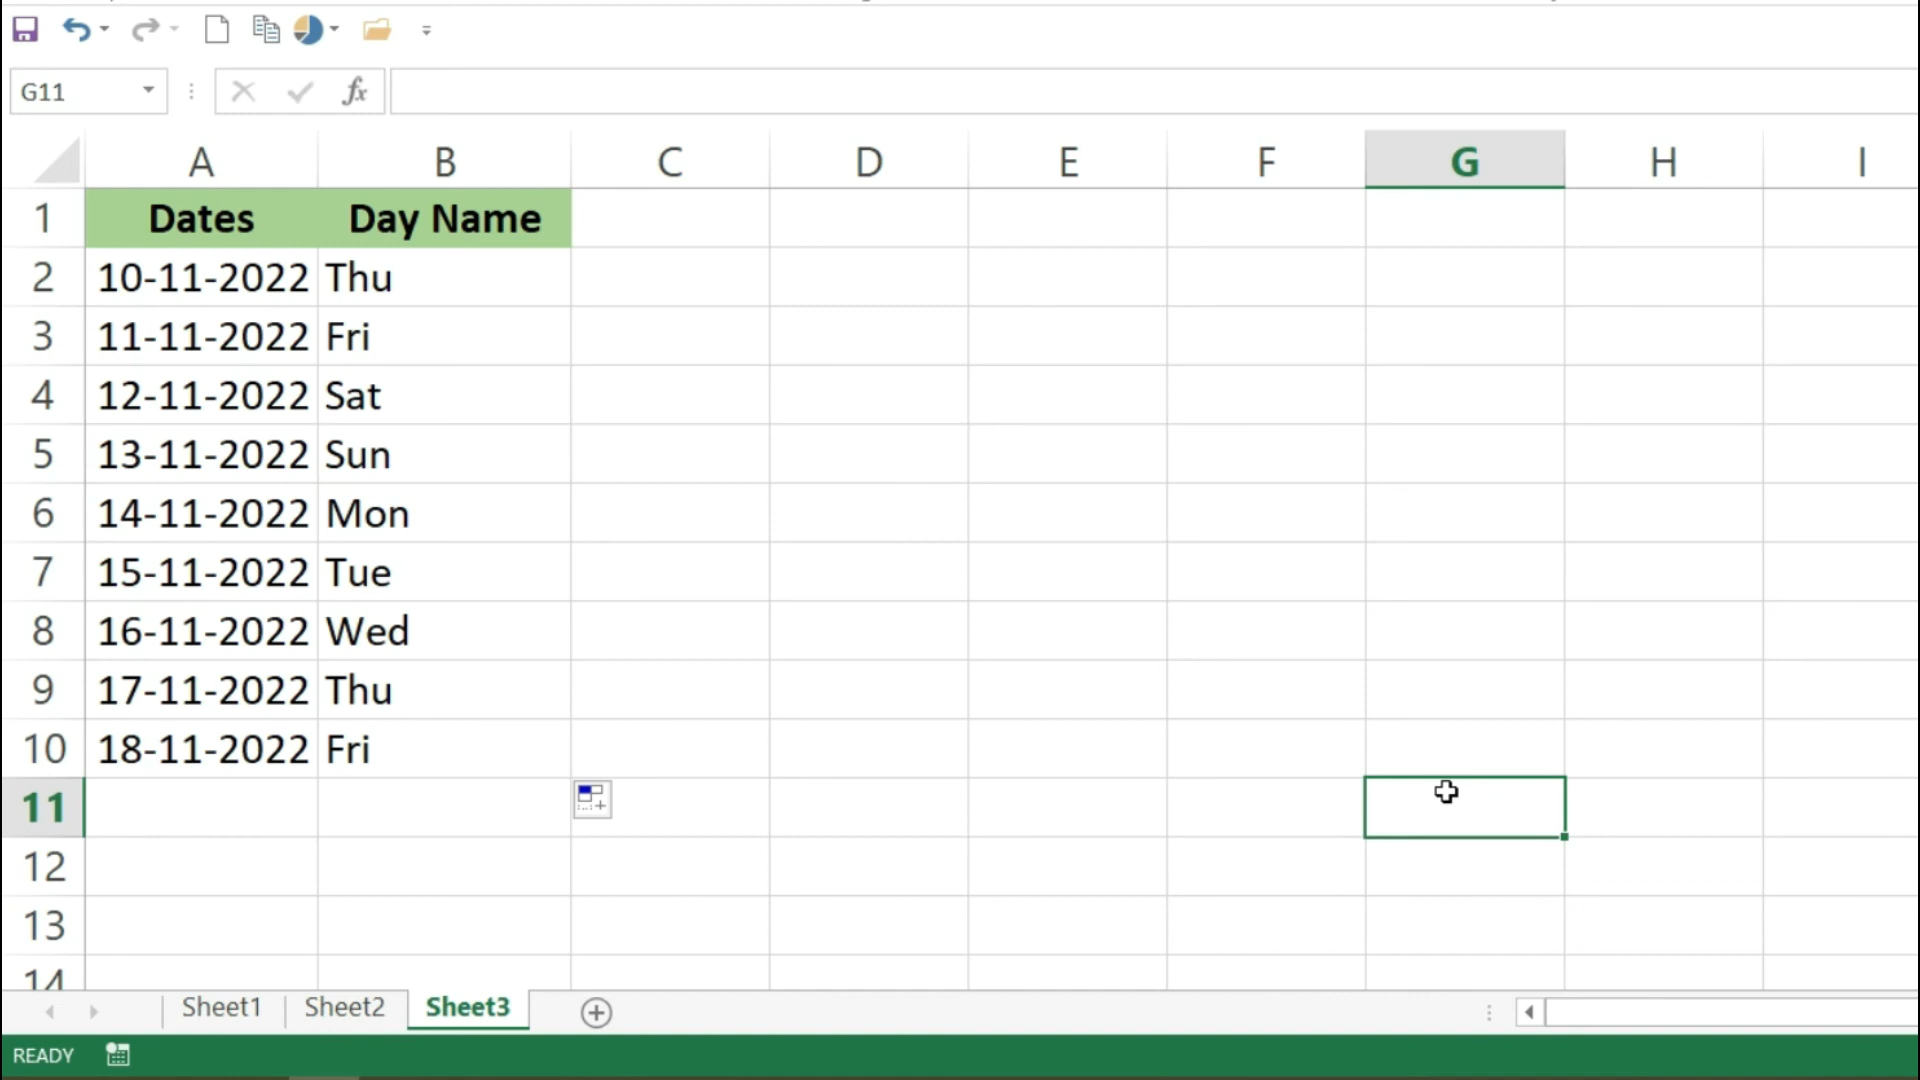 G11 fx
A B C D E F G H I
1 Dates Day Name
2 10-11-2022 Thu
3 11-11-2022 Fri
4 12-11-2022 Sat
5 13-11-2022 Sun
6 14-11-2022 Mon
7 15-11-2022 Tue
8 16-11-2022 Wed
9 17-11-2022 Thu
10 18-11-2022 Fri
11
12
13
14
Sheet1 Sheet2 Sheet3
READY